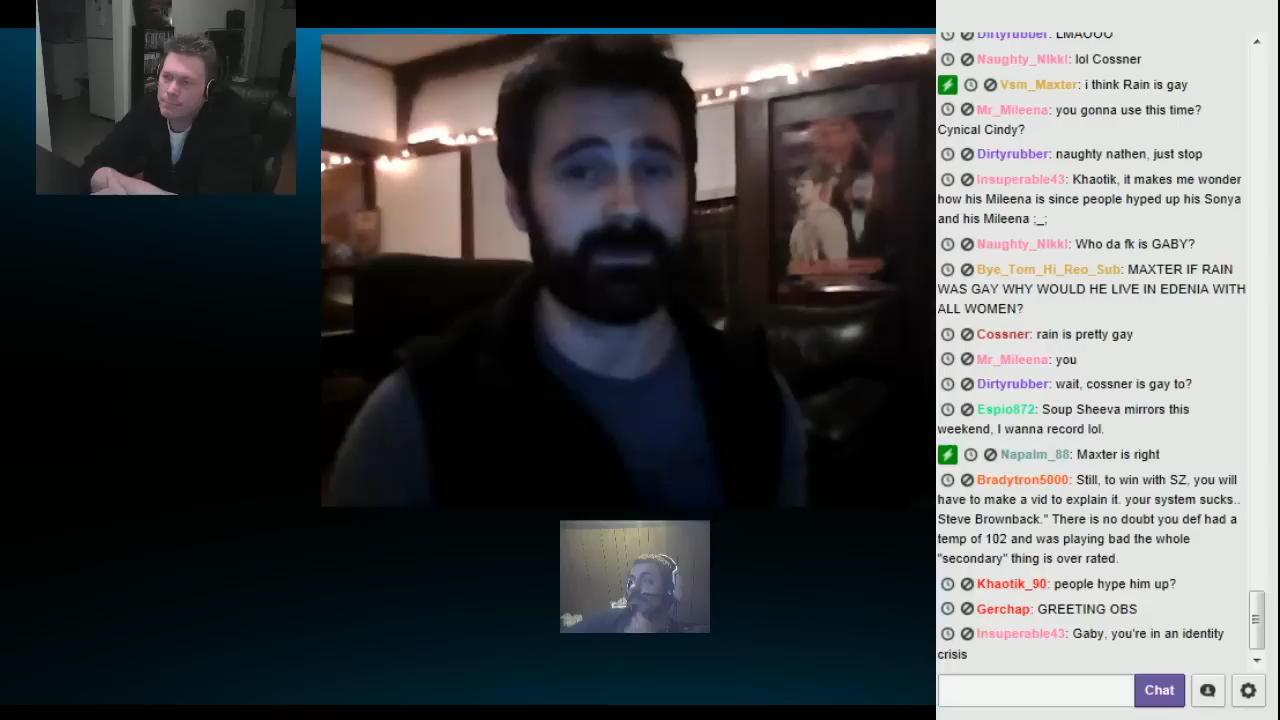 Dirtyrubber: LMAOOO
Naughty_Nikki: lol Cossner
Vsm_Maxter: i think Rain is gay
Mr_Mileena: you gonna use this time?
Cynical Cindy?
Dirtyrubber: naughty nathen, just stop
Insuperable43: Khaotik, it makes me wonder
how his Mileena is since people hyped up his Sonya
and his Mileena ;_;
Naughty_Nikki: Who da fk is GABY?
Bye_Tom_Hi_Reo_Sub: MAXTER IF RAIN
WAS GAY WHY WOULD HE LIVE IN EDENIA WITH
ALL WOMEN?
Cossner: rain is pretty gay
Mr_Mileena: you
Dirtyrubber: wait, cossner is gay to?
Espio872: Soup Sheeva mirrors this
weekend, I wanna record lol.
Napalm_88: Maxter is right
Bradytron5000: Still, to win with SZ, you will
have to make a vid to explain it. your system sucks..
Steve Brownback." There is no doubt you def had a
temp of 102 and was playing bad the whole
"secondary" thing is over rated.
Khaotik_90: people hype him up?
Gerchap: GREETING OBS
Insuperable43: Gaby, you're in an identity
crisis
Chat